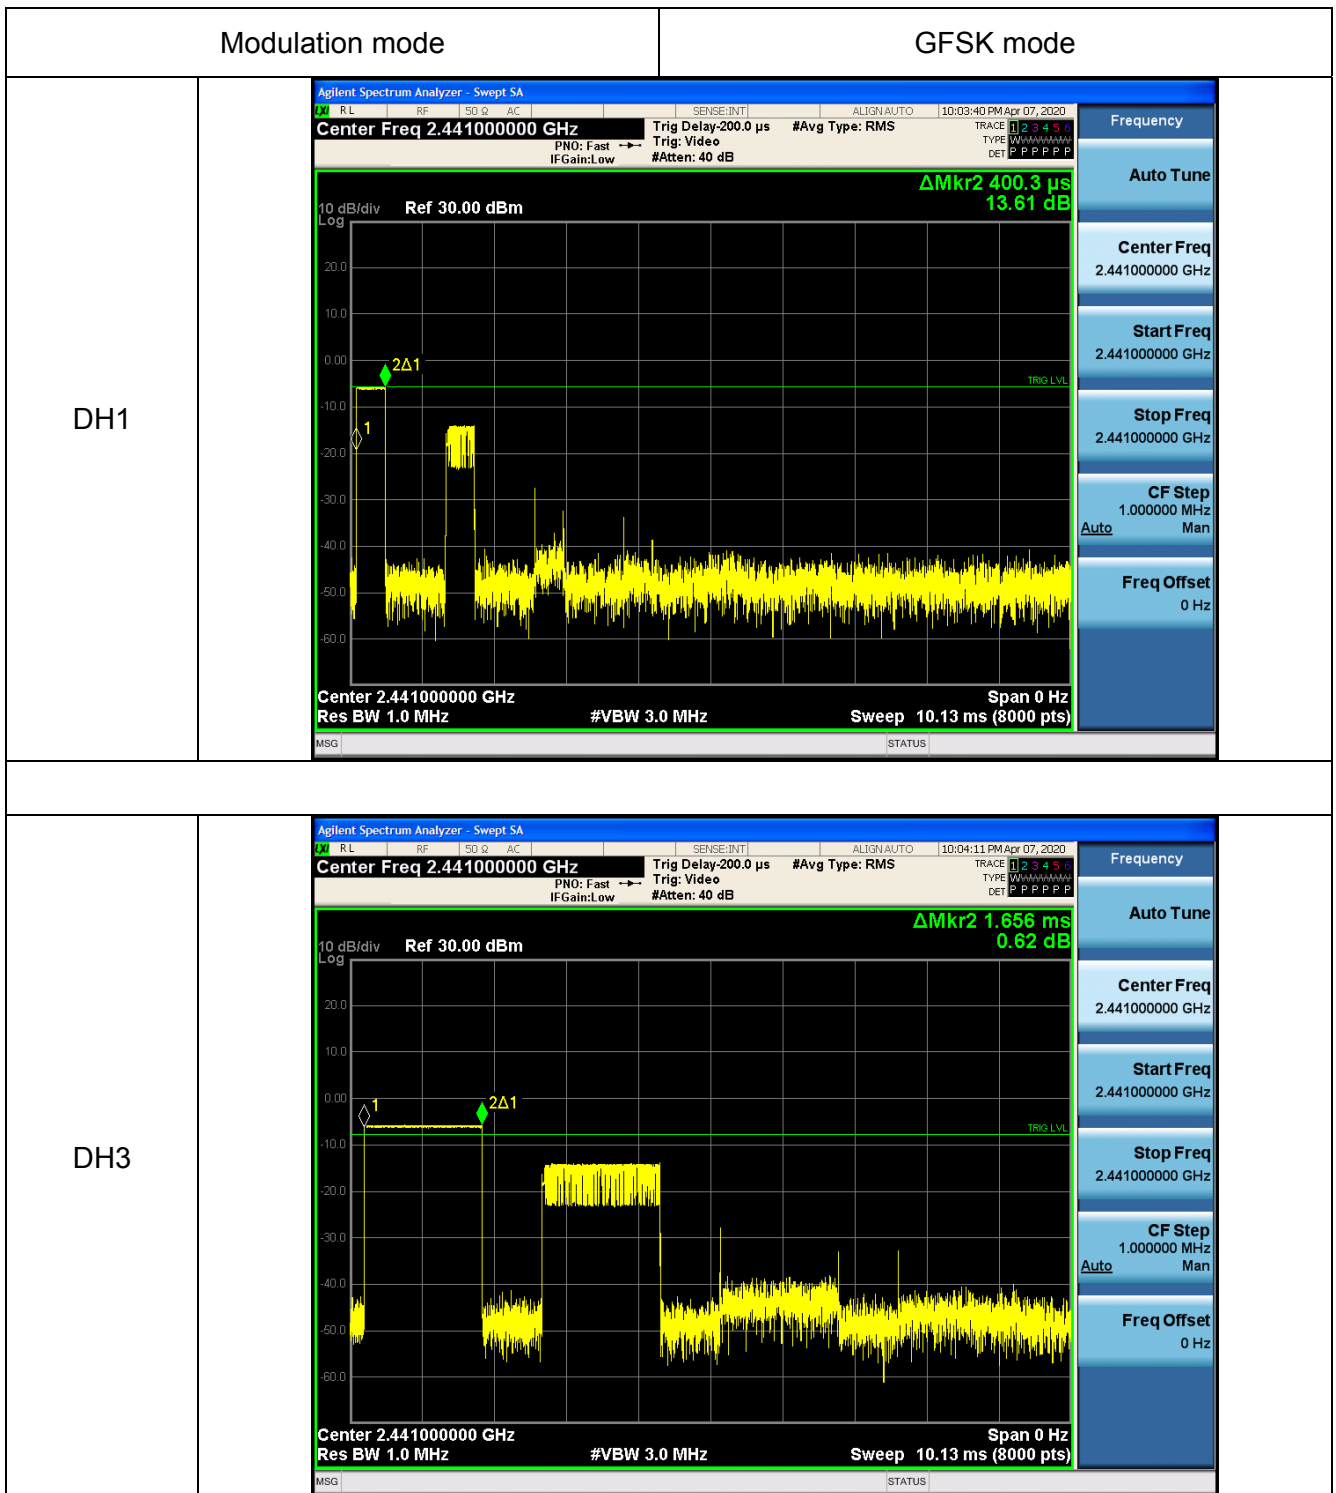 Modulation mode
GFSK mode
DH1
Agilent Spectrum Analyzer - Swept SA
LXI RL RF 50 Ω AC SENSE:INT ALIGN AUTO 10:03:40 PM Apr 07, 2020
Center Freq 2.441000000 GHz
PNO: Fast
IFGain:Low
Trig Delay-200.0 µs
Trig: Video
#Atten: 40 dB
#Avg Type: RMS
TRACE 1 2 3 4 5 6
TYPE W
DET P P P P P P
ΔMkr2 400.3 µs
13.61 dB
10 dB/div
Log
Ref 30.00 dBm
20.0
10.0
0.00
-10.0
-20.0
-30.0
-40.0
-50.0
-60.0
2Δ1
1
TRIG LVL
Center 2.441000000 GHz
Span 0 Hz
Res BW 1.0 MHz
#VBW 3.0 MHz
Sweep 10.13 ms (8000 pts)
MSG
STATUS
Frequency
Auto Tune
Center Freq
2.441000000 GHz
Start Freq
2.441000000 GHz
Stop Freq
2.441000000 GHz
CF Step
1.000000 MHz
Auto Man
Freq Offset
0 Hz
DH3
Agilent Spectrum Analyzer - Swept SA
LXI RL RF 50 Ω AC SENSE:INT ALIGN AUTO 10:04:11 PM Apr 07, 2020
Center Freq 2.441000000 GHz
PNO: Fast
IFGain:Low
Trig Delay-200.0 µs
Trig: Video
#Atten: 40 dB
#Avg Type: RMS
TRACE 1 2 3 4 5 6
TYPE W
DET P P P P P P
ΔMkr2 1.656 ms
0.62 dB
10 dB/div
Log
Ref 30.00 dBm
20.0
10.0
0.00
-10.0
-20.0
-30.0
-40.0
-50.0
-60.0
1
2Δ1
TRIG LVL
Center 2.441000000 GHz
Span 0 Hz
Res BW 1.0 MHz
#VBW 3.0 MHz
Sweep 10.13 ms (8000 pts)
MSG
STATUS
Frequency
Auto Tune
Center Freq
2.441000000 GHz
Start Freq
2.441000000 GHz
Stop Freq
2.441000000 GHz
CF Step
1.000000 MHz
Auto Man
Freq Offset
0 Hz